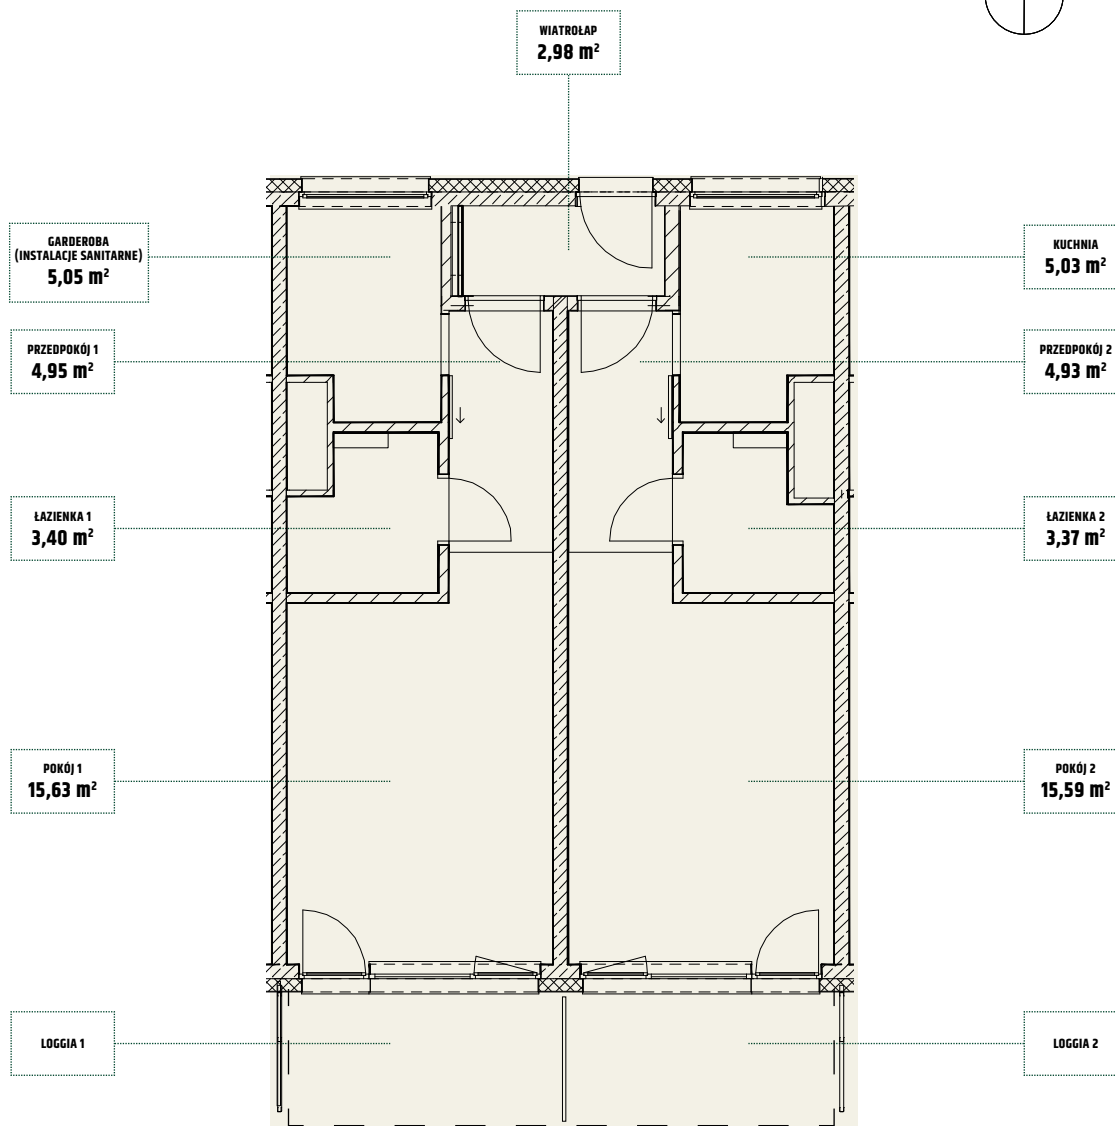 WIATROŁAP
2,98 m²
GARDEROBA
(INSTALACJE SANITARNE)
5,05 m²
KUCHNIA
5,03 m²
PRZEDPOKÓJ 1
4,95 m²
PRZEDPOKÓJ 2
4,93 m²
ŁAZIENKA 1
3,40 m²
ŁAZIENKA 2
3,37 m²
POKÓJ 1
15,63 m²
POKÓJ 2
15,59 m²
LOGGIA 1
LOGGIA 2